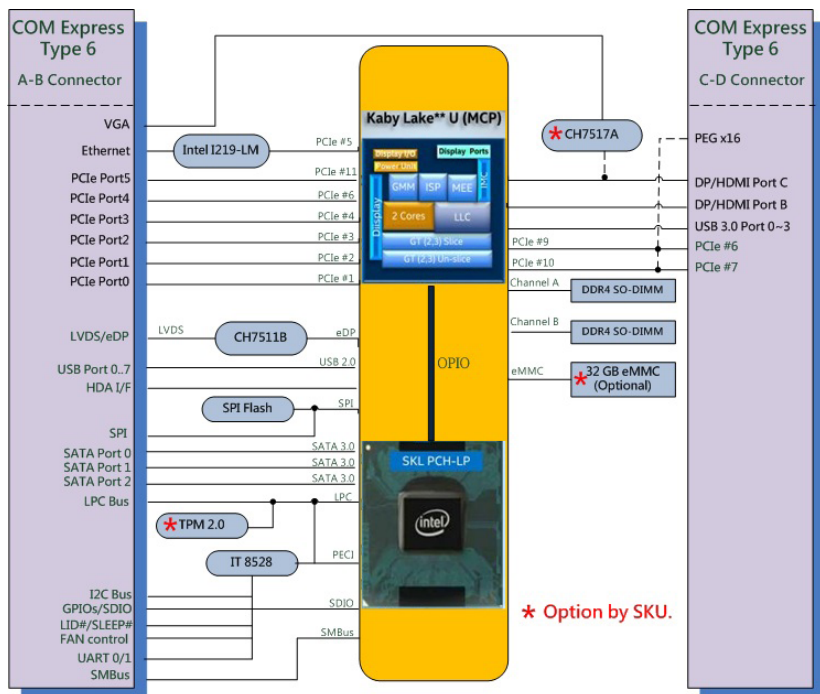 COM Express
Type 6
A-B Connector
VGA
Ethernet
PCIe Port5
PCIe Port4
PCIe Port3
PCIe Port2
PCIe Port1
PCIe Port0
LVDS/eDP
USB Port 0..7
HDA I/F
SPI
SATA Port 0
SATA Port 1
SATA Port 2
LPC Bus
I2C Bus
GPIOs/SDIO
LID#/SLEEP#
FAN control
UART 0/1
SMBus
Intel I219-LM
PCIe #5
PCIe #11
PCIe #6
PCIe #4
PCIe #3
PCIe #2
PCIe #1
LVDS
CH7511B
eDP
USB 2.0
SPI Flash
SPI
SATA 3.0
SATA 3.0
SATA 3.0
LPC
* TPM 2.0
IT 8528
PECI
SDIO
SMBus
Kaby Lake** U (MCP)
Display I/O
Display Ports
Power Unit
IMC
Display
GMM
ISP
MEE
2 Cores
LLC
GT (2,3) Slice
GT (2,3) Un-slice
OPIO
SKL PCH-LP
intel
* CH7517A
PCIe #9
PCIe #10
Channel A
DDR4 SO-DIMM
Channel B
DDR4 SO-DIMM
eMMC
* 32 GB eMMC
(Optional)
* Option by SKU.
COM Express
Type 6
C-D Connector
PEG x16
DP/HDMI Port C
DP/HDMI Port B
USB 3.0 Port 0~3
PCIe #6
PCIe #7